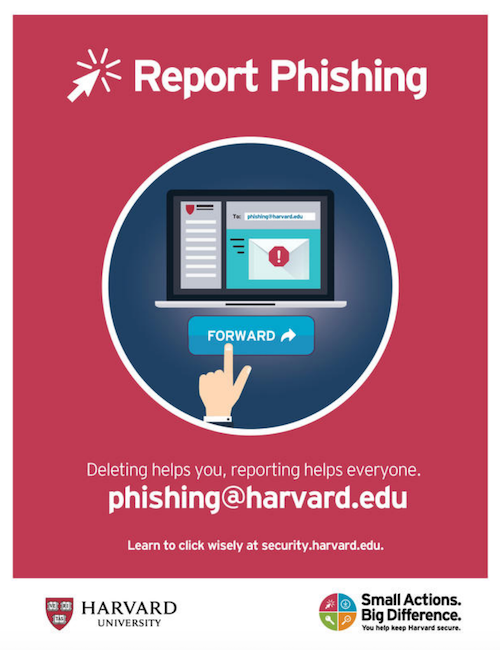 Report Phishing
To: phishing@harvard.edu
!
FORWARD
Deleting helps you, reporting helps everyone.
phishing@harvard.edu
Learn to click wisely at security.harvard.edu.
HARVARD
UNIVERSITY
Small Actions.
Big Difference.
You help keep Harvard secure.